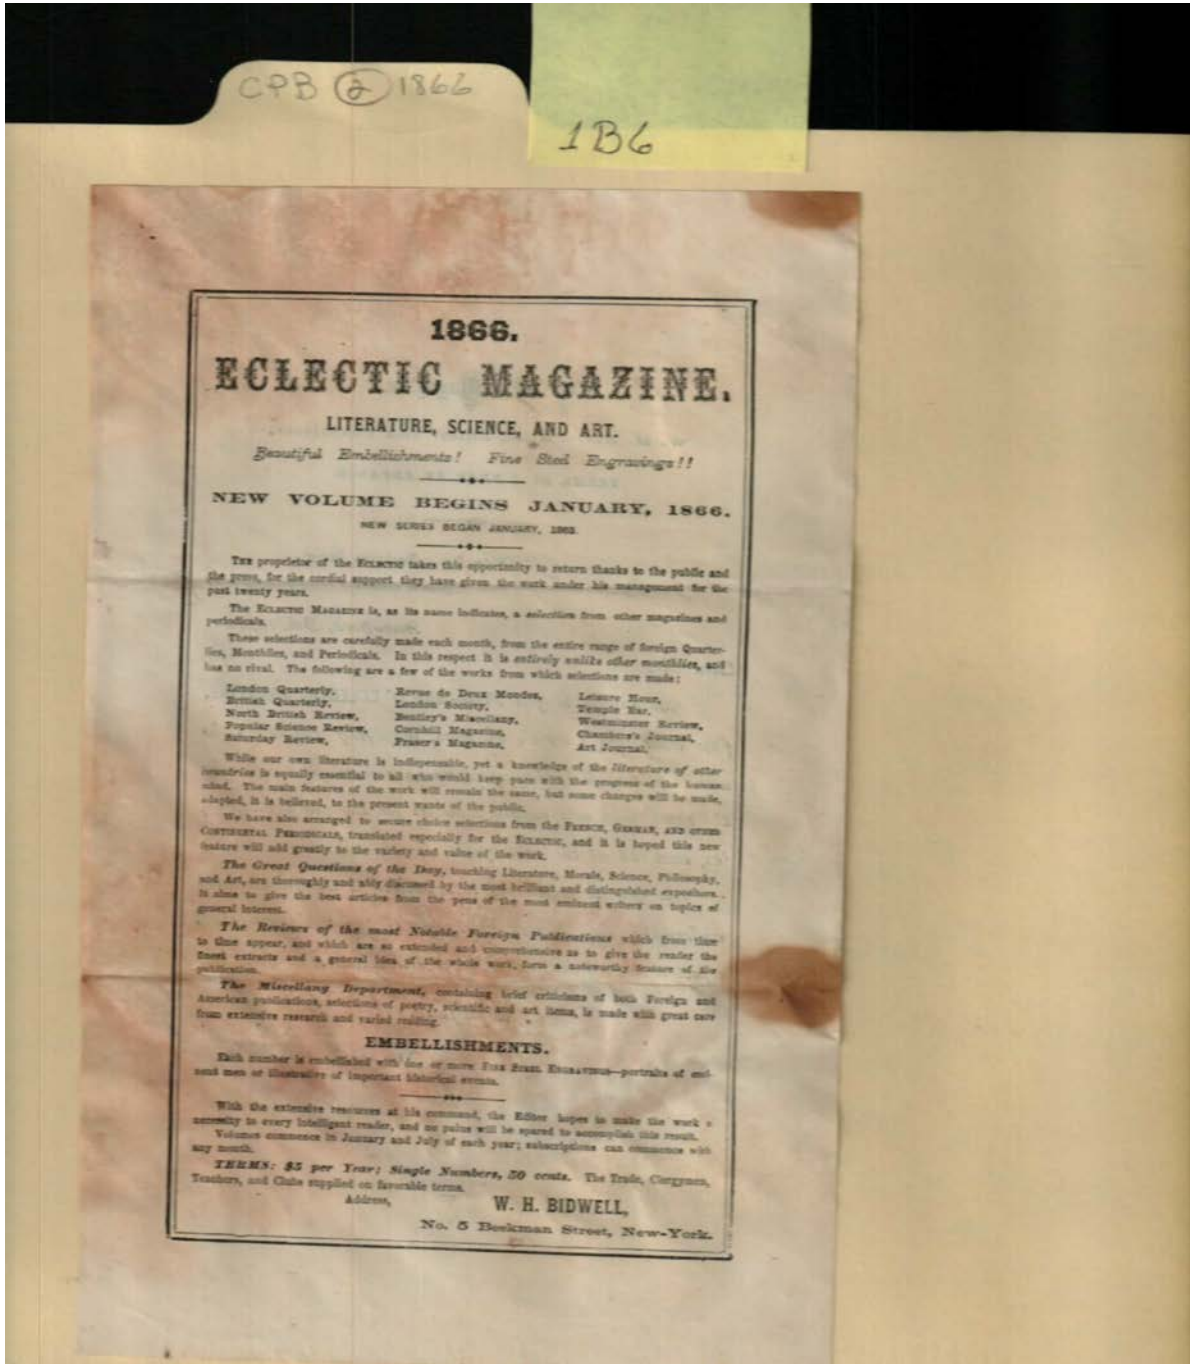 CPB 2 1866
1B6
1866.
ECLECTIC MAGAZINE.
LITERATURE, SCIENCE, AND ART.
Beautiful Embellishments! Fine Steel Engravings!!
NEW VOLUME BEGINS JANUARY, 1866.
NEW SERIES BEGAN JANUARY,
THE proprietor of the ECLECTIC takes this opportunity to return thanks to the public and
the press, for the cordial support they have given the work under his management for the
past twenty years.
The ECLECTIC MAGAZINE is, as its name indicates, a selection from other magazines and
periodicals.
These selections are carefully made each month, from the entire range of foreign Quarter-
lies, Monthlies, and Periodicals. In this respect it is entirely unlike other monthlies, and
has no rival. The following are a few of the works from which selections are made:
London Quarterly, Revue de Deux Mondes, Leisure Hour,
British Quarterly, London Society, Temple Bar,
North British Review, Bentley's Miscellany, Westminster Review,
Popular Science Review, Cornhill Magazine, Chambers's Journal,
Saturday Review, Fraser's Magazine, Art Journal,
While our own literature is indispensable, yet a knowledge of the literature of other
countries is equally essential to all who would keep pace with the progress of the human
mind. The main features of the work will remain the same, but some changes will be made,
adapted, it is believed, to the present wants of the public.
We have also arranged to secure choice selections from the FRENCH, GERMAN, AND OTHER
CONTINENTAL PERIODICALS, translated especially for the ECLECTIC, and it is hoped this new
feature will add greatly to the variety and value of the work.
The Great Questions of the Day, touching Literature, Morals, Science, Philosophy,
and Art, are thoroughly and ably discussed by the most brilliant and distinguished expositors.
It aims to give the best articles from the pens of the most eminent writers on topics of
general interest.
The Reviews of the most Notable Foreign Publications which from time
to time appear, and which are so extended and comprehensive as to give the reader the
finest extracts and a general idea of the whole work, form a noteworthy feature of the
publication.
The Miscellany Department, containing brief criticisms of both Foreign and
American publications, selections of poetry, scientific and art items, is made with great care
from extensive research and varied reading.
EMBELLISHMENTS.
Each number is embellished with one or more FINE STEEL ENGRAVINGS—portraits of emi-
nent men or illustrative of important historical events.
With the extensive resources at his command, the Editor hopes to make the work a
necessity to every intelligent reader, and no pains will be spared to accomplish this result.
Volumes commence in January and July of each year; subscriptions can commence with
any month.
TERMS: $5 per Year; Single Numbers, 50 cents. The Trade, Clergymen,
Teachers, and Clubs supplied on favorable terms.
Address, W. H. BIDWELL,
No. 5 Beekman Street, New-York.